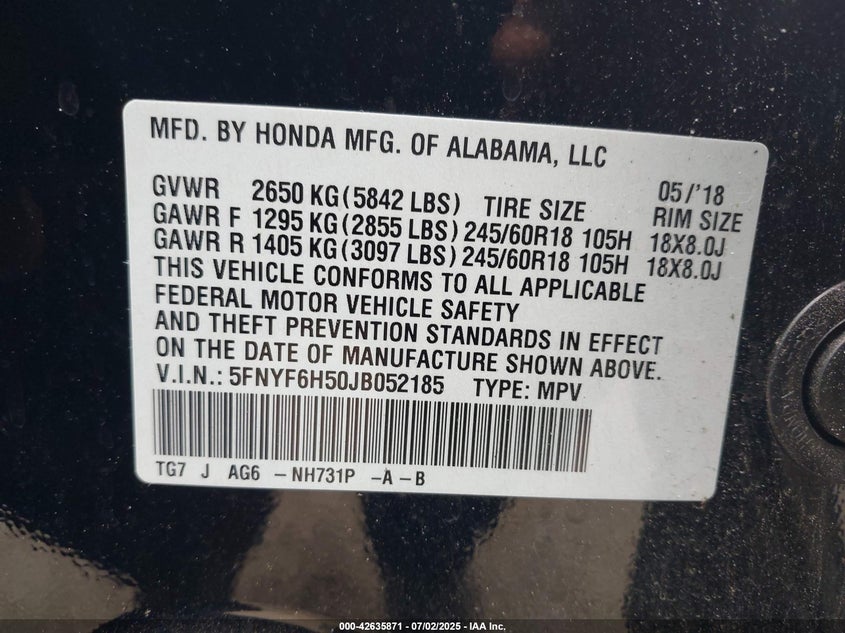 MFD. BY HONDA MFG. OF ALABAMA, LLC
05/'18
GVWR 2650 KG(5842 LBS) TIRE SIZE RIM SIZE
GAWR F 1295 KG(2855 LBS) 245/60R18 105H 18X8.0J
GAWR R 1405 KG(3097 LBS) 245/60R18 105H 18X8.0J
THIS VEHICLE CONFORMS TO ALL APPLICABLE
FEDERAL MOTOR VEHICLE SAFETY
AND THEFT PREVENTION STANDARDS IN EFFECT
ON THE DATE OF MANUFACTURE SHOWN ABOVE.
V.I.N.: 5FNYF6H50JB052185 TYPE: MPV
TG7 J AG6 –NH731P –A–B
000-42635871 | 07/02/2025 - IAA Inc.